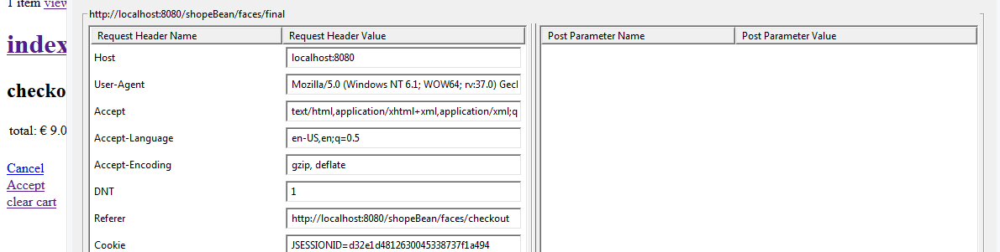 1 item view
index
checko
total: € 9.0
Cancel
Accept
clear cart
http://localhost:8080/shopeBean/faces/final
Request Header Name Request Header Value
Host localhost:8080
User-Agent Mozilla/5.0 (Windows NT 6.1; WOW64; rv:37.0) Geck
Accept text/html,application/xhtml+xml,application/xml;q
Accept-Language en-US,en;q=0.5
Accept-Encoding gzip, deflate
DNT 1
Referer http://localhost:8080/shopeBean/faces/checkout
Cookie JSESSIONID=d32e1d4812630045338737f1a494
Post Parameter Name Post Parameter Value